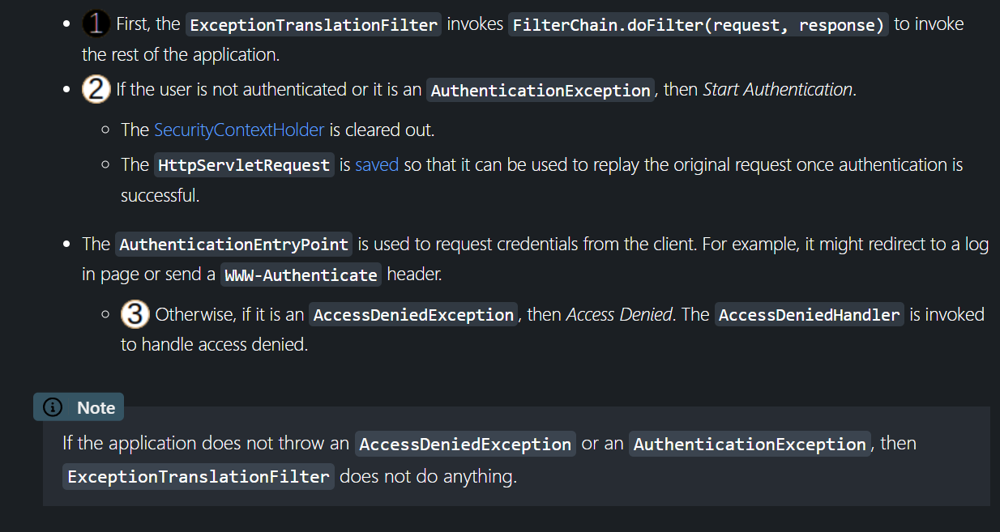 1 First, the ExceptionTranslationFilter invokes FilterChain.doFilter(request, response) to invoke
the rest of the application.
2 If the user is not authenticated or it is an AuthenticationException, then Start Authentication.
The SecurityContextHolder is cleared out.
The HttpServletRequest is saved so that it can be used to replay the original request once authentication is
successful.
The AuthenticationEntryPoint is used to request credentials from the client. For example, it might redirect to a log
in page or send a WWW-Authenticate header.
3 Otherwise, if it is an AccessDeniedException, then Access Denied. The AccessDeniedHandler is invoked
to handle access denied.
Note
If the application does not throw an AccessDeniedException or an AuthenticationException, then
ExceptionTranslationFilter does not do anything.